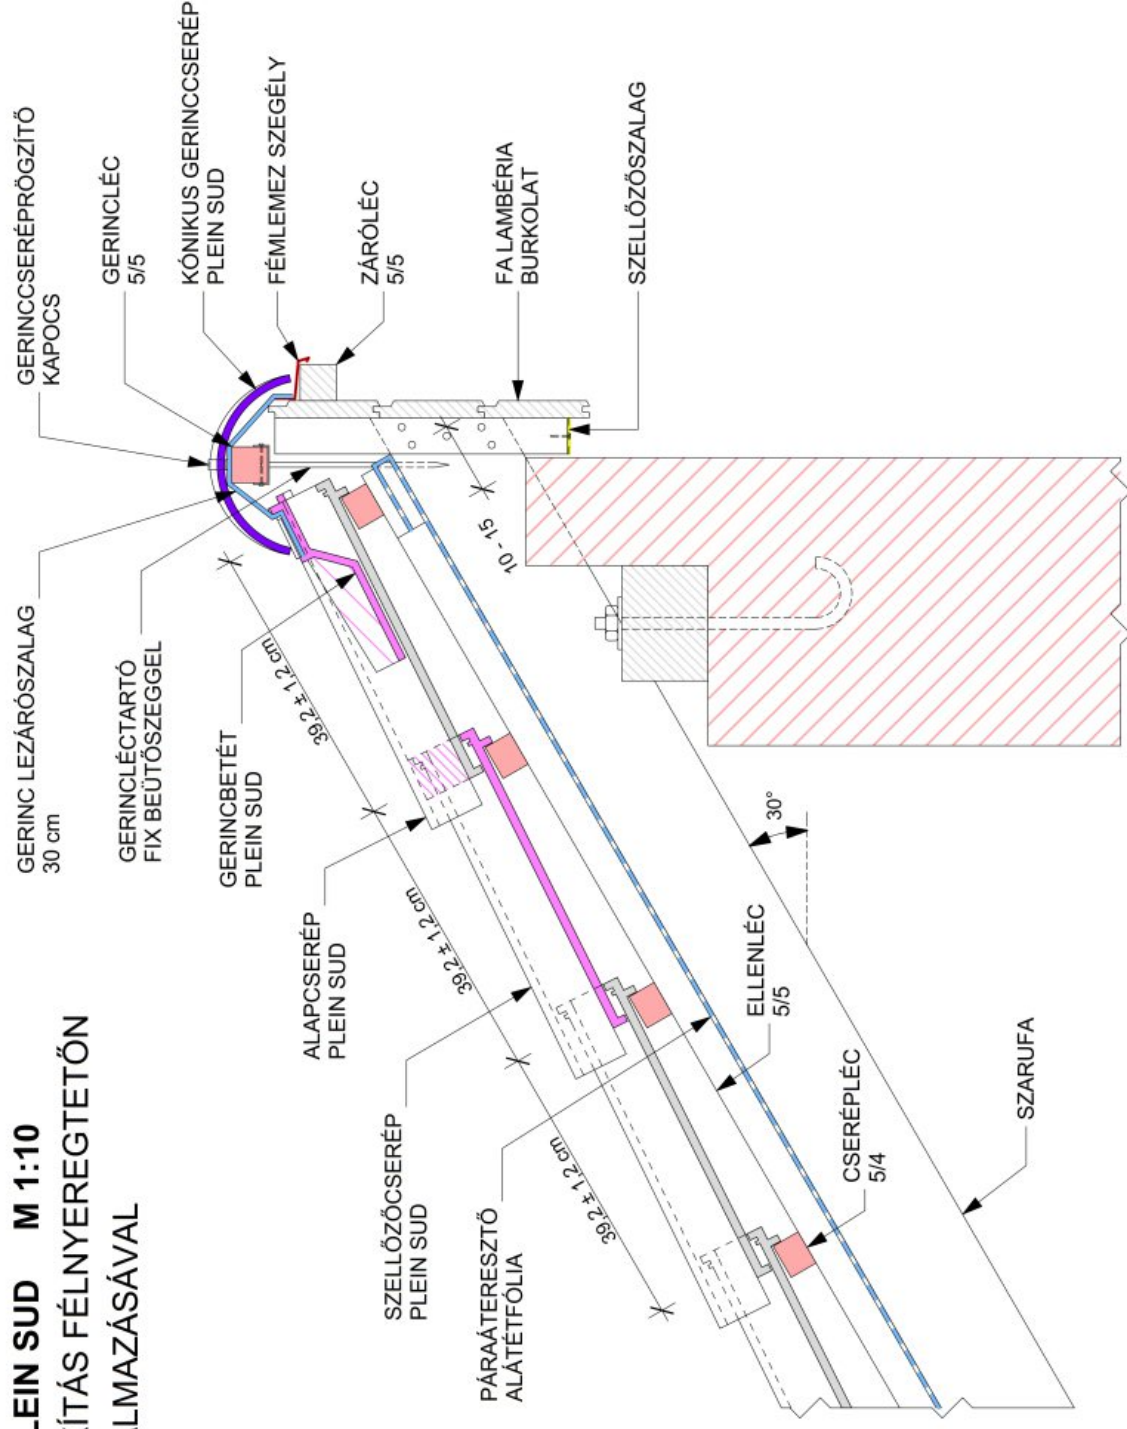 LEIN SUD M 1:10
ÍTÁS FÉLNYEREGTETŐN
LMAZÁSÁVAL
GERINC LEZÁRÓSZALAG
30 cm
GERINCCSERÉPRÖGZÍTŐ
KAPOCS
GERINCLÉC
5/5
KÓNIKUS GERINCCSERÉP
PLEIN SUD
FÉMLEMEZ SZEGÉLY
ZÁRÓLÉC
5/5
FA LAMBÉRIA
BURKOLAT
SZELLŐZŐSZALAG
GERINCLÉCTARTÓ
FIX BEÜTŐSZEGGEL
GERINCBETÉT
PLEIN SUD
ALAPCSERÉP
PLEIN SUD
SZELLŐZŐCSERÉP
PLEIN SUD
PÁRAÁTERESZTŐ
ALÁTÉTFÓLIA
39,2 ± 1,2 cm
39,2 ± 1,2 cm
39,2 ± 1,2 cm
10 - 15
30°
ELLENLÉC
5/5
CSERÉPLÉC
5/4
SZARUFA